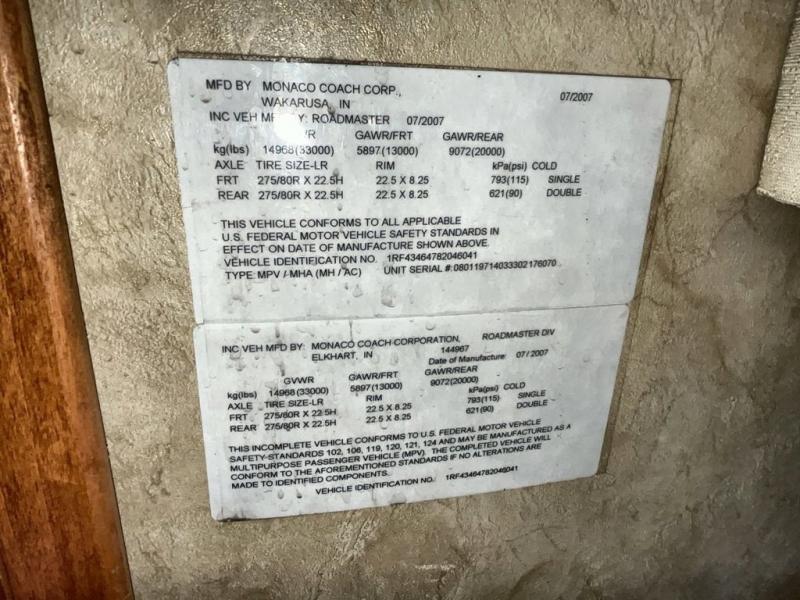 MFD BY MONACO COACH CORP., 07/2007
WAKARUSA, IN
INC VEH MFD BY: ROADMASTER 07/2007
GAWR/FRT GAWR/REAR
kg(lbs) 14968(33000) 5897(13000) 9072(20000)
AXLE TIRE SIZE-LR RIM kPa(psi) COLD
FRT 275/80R X 22.5H 22.5 X 8.25 793(115) SINGLE
REAR 275/80R X 22.5H 22.5 X 8.25 621(90) DOUBLE
THIS VEHICLE CONFORMS TO ALL APPLICABLE
U.S. FEDERAL MOTOR VEHICLE SAFETY STANDARDS IN
EFFECT ON DATE OF MANUFACTURE SHOWN ABOVE.
VEHICLE IDENTIFICATION NO. 1RF43464782046041
TYPE: MPV / MHA (MH / AC) UNIT SERIAL #: 080119714033302176070
INC VEH MFD BY: MONACO COACH CORPORATION, ROADMASTER DIV
ELKHART, IN 144967
Date of Manufacture: 07/2007
GVWR GAWR/FRT GAWR/REAR
kg(lbs) 14968(33000) 5897(13000) 9072(20000)
AXLE TIRE SIZE-LR RIM kPa(psi) COLD
FRT 275/80R X 22.5H 22.5 X 8.25 793(115) SINGLE
REAR 275/80R X 22.5H 22.5 X 8.25 621(90) DOUBLE
THIS INCOMPLETE VEHICLE CONFORMS TO U.S. FEDERAL MOTOR VEHICLE
SAFETY STANDARDS 102, 106, 119, 120, 121, 124 AND MAY BE MANUFACTURED AS A
MULTIPURPOSE PASSENGER VEHICLE (MPV). THE COMPLETED VEHICLE WILL
CONFORM TO THE AFOREMENTIONED STANDARDS IF NO ALTERATIONS ARE
MADE TO IDENTIFIED COMPONENTS.
VEHICLE IDENTIFICATION NO. 1RF43464782046041